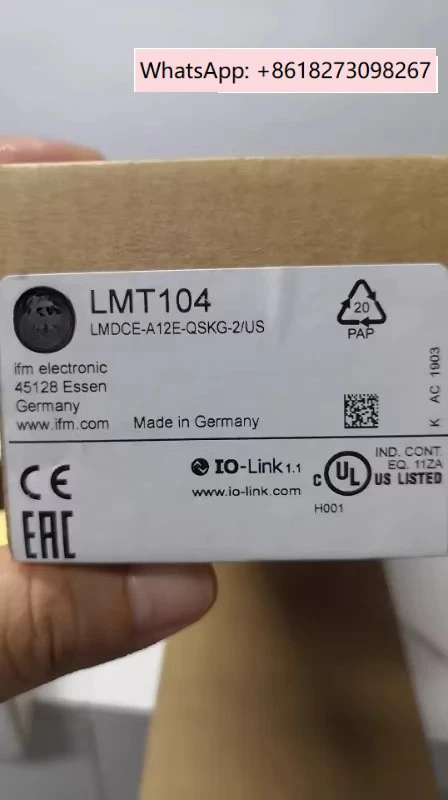 WhatsApp: +8618273098267
LMT104
LMDCE-A12E-QSKG-2/US
20
PAP
ifm electronic
45128 Essen
Germany
www.ifm.com
Made in Germany
K AC 1903
IO-Link 1.1
www.io-link.com
CE
EAC
C UL US LISTED
IND. CONT.
EQ. 11ZA
H001